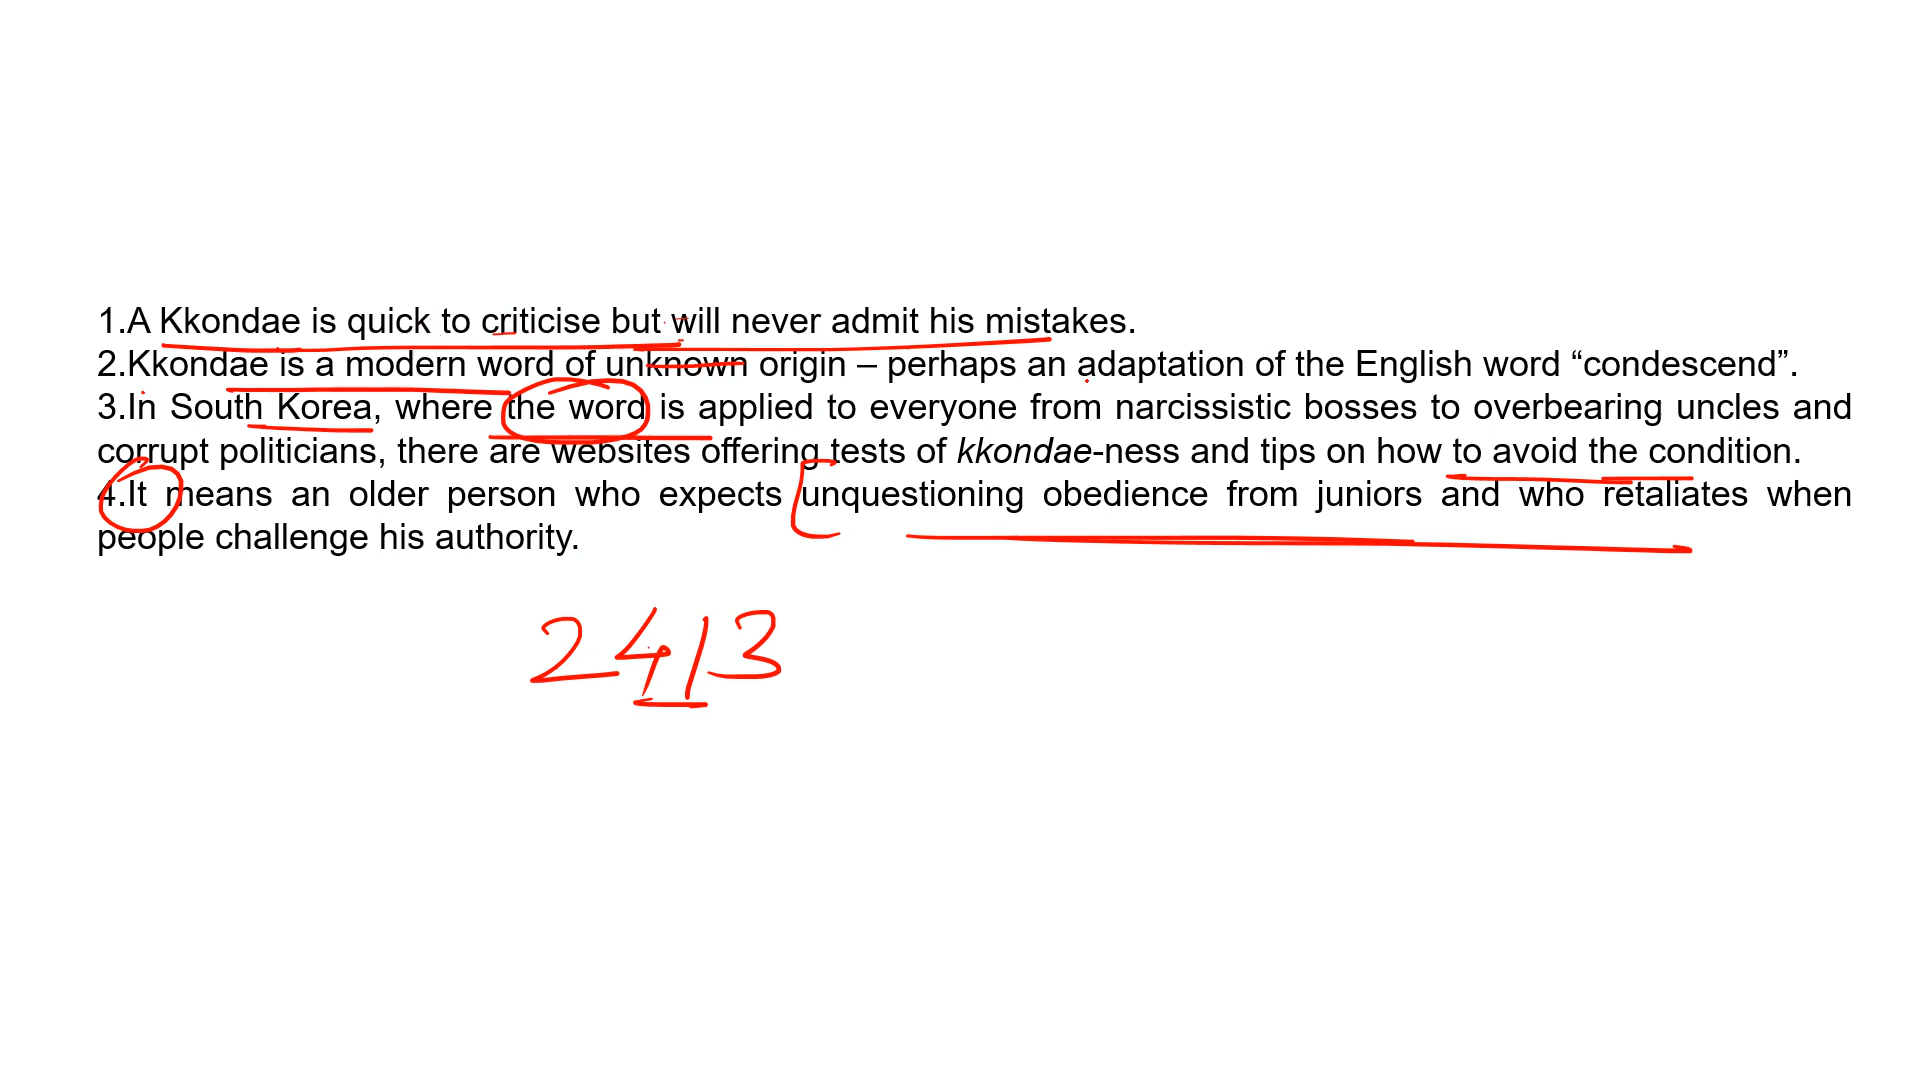 1.A Kkondae is quick to criticise but will never admit his mistakes.
2.Kkondae is a modern word of unknown origin – perhaps an adaptation of the English word “condescend”.
3.In South Korea, where the word is applied to everyone from narcissistic bosses to overbearing uncles and
corrupt politicians, there are websites offering tests of kkondae-ness and tips on how to avoid the condition.
4.It means an older person who expects unquestioning obedience from juniors and who retaliates when
people challenge his authority.
2413